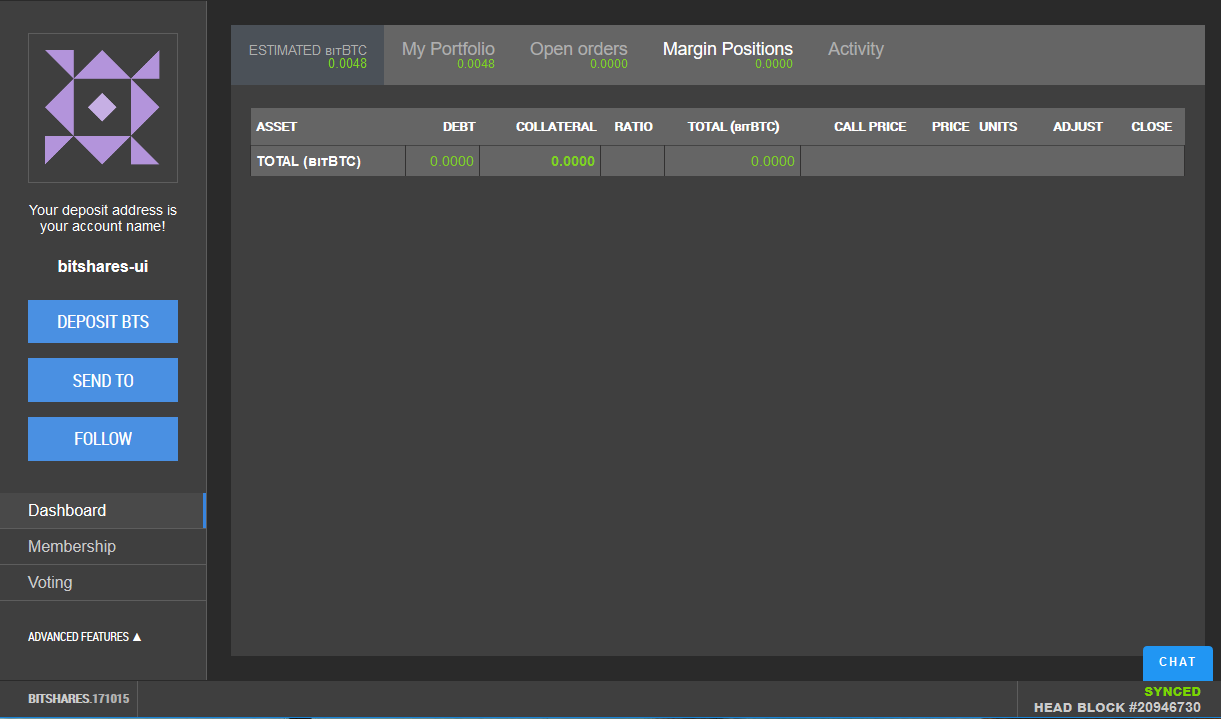 Your deposit address is
your account name!
bitshares-ui
DEPOSIT BTS
SEND TO
FOLLOW
Dashboard
Membership
Voting
ADVANCED FEATURES ▲
ESTIMATED BITBTC
0.0048
My Portfolio
0.0048
Open orders
0.0000
Margin Positions
0.0000
Activity
ASSET DEBT COLLATERAL RATIO TOTAL (BITBTC) CALL PRICE PRICE UNITS ADJUST CLOSE
TOTAL (BITBTC) 0.0000 0.0000 0.0000
CHAT
BITSHARES.171015
SYNCED
HEAD BLOCK #20946730